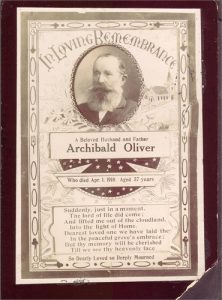 In Loving Remembrance
A Beloved Husband and Father
Archibald Oliver
Who died Apr. 1, 1910. Aged 57 years
Suddenly, just in a moment,
The lord of life did come;
And lifted me out of the cloudland,
Into the light of Home.
Dearest loved one we have laid thee
In the peaceful grove's embrace;
But thy memory will be cherished
Till we see thy heavenly face
So Dearly Loved so Deeply Mourned